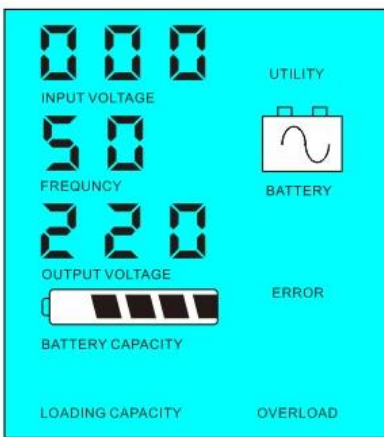 000
UTILITY
INPUT VOLTAGE
50
FREQUNCY
BATTERY
220
OUTPUT VOLTAGE
ERROR
BATTERY CAPACITY
LOADING CAPACITY
OVERLOAD